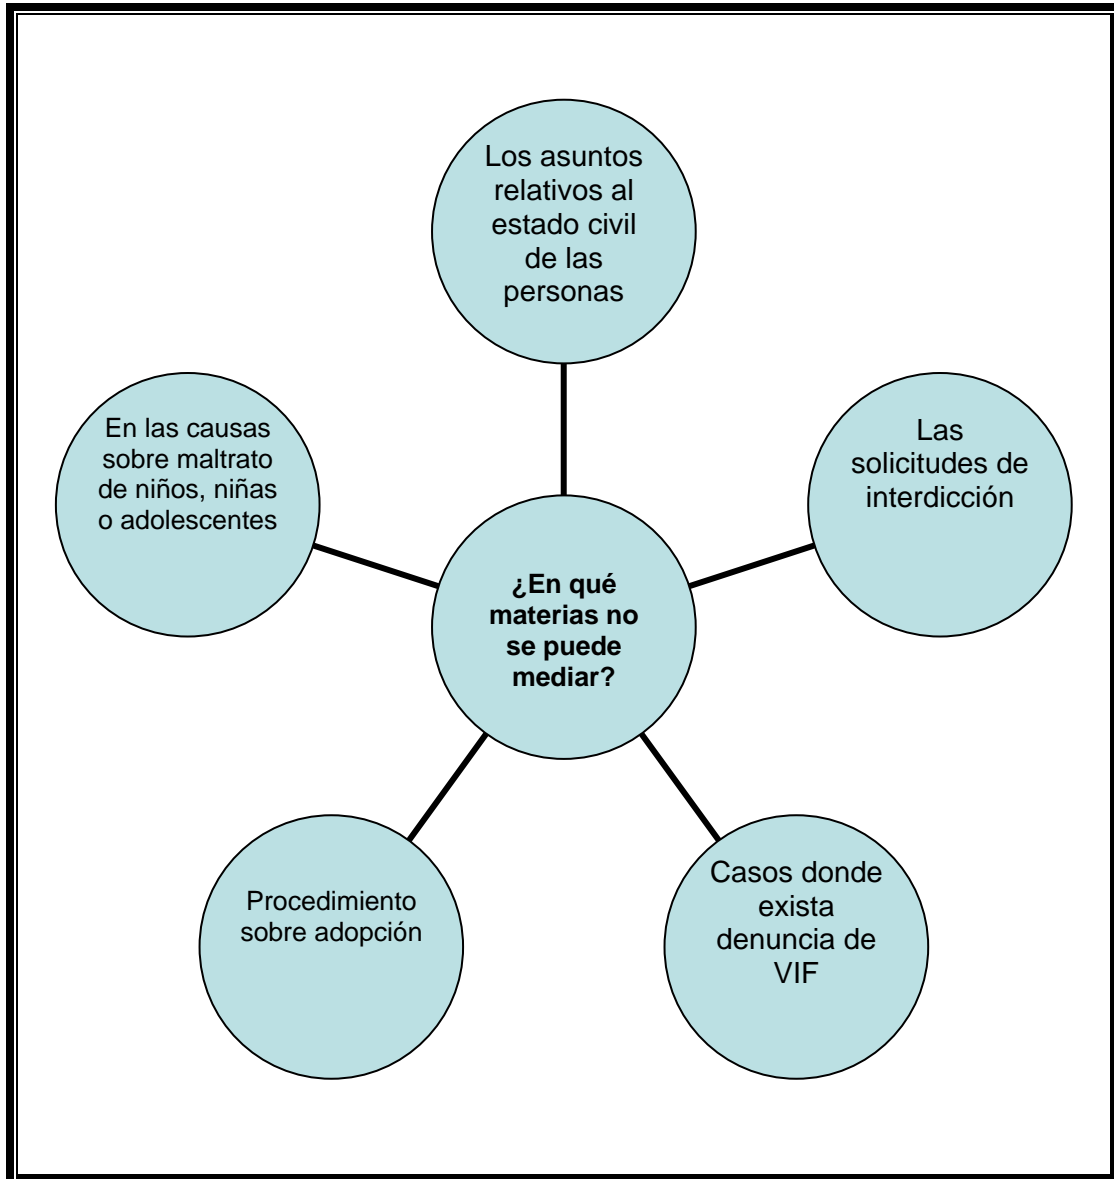 Los asuntos
relativos al
estado civil
de las
personas
En las causas
sobre maltrato
de niños, niñas
o adolescentes
Las
solicitudes de
interdicción
¿En qué
materias no
se puede
mediar?
Procedimiento
sobre adopción
Casos donde
exista
denuncia de
VIF